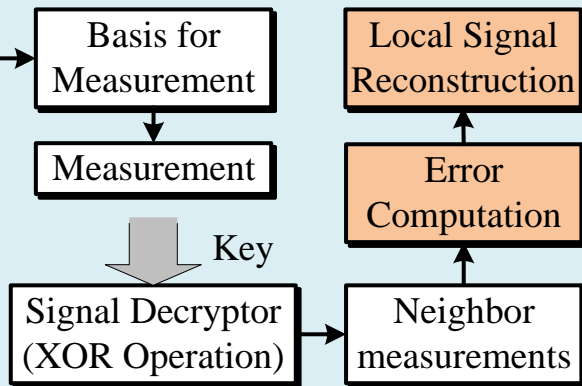 Basis for
Measurement
Measurement
Key
Signal Decryptor
(XOR Operation)
Neighbor
measurements
Error
Computation
Local Signal
Reconstruction